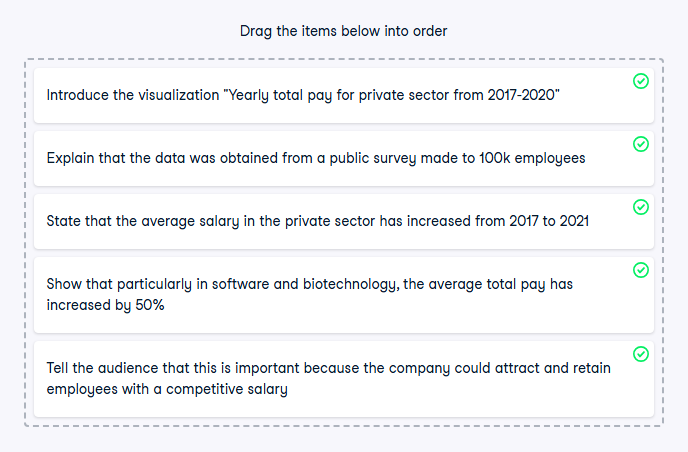 Drag the items below into order
Introduce the visualization "Yearly total pay for private sector from 2017-2020"
Explain that the data was obtained from a public survey made to 100k employees
State that the average salary in the private sector has increased from 2017 to 2021
Show that particularly in software and biotechnology, the average total pay has
increased by 50%
Tell the audience that this is important because the company could attract and retain
employees with a competitive salary